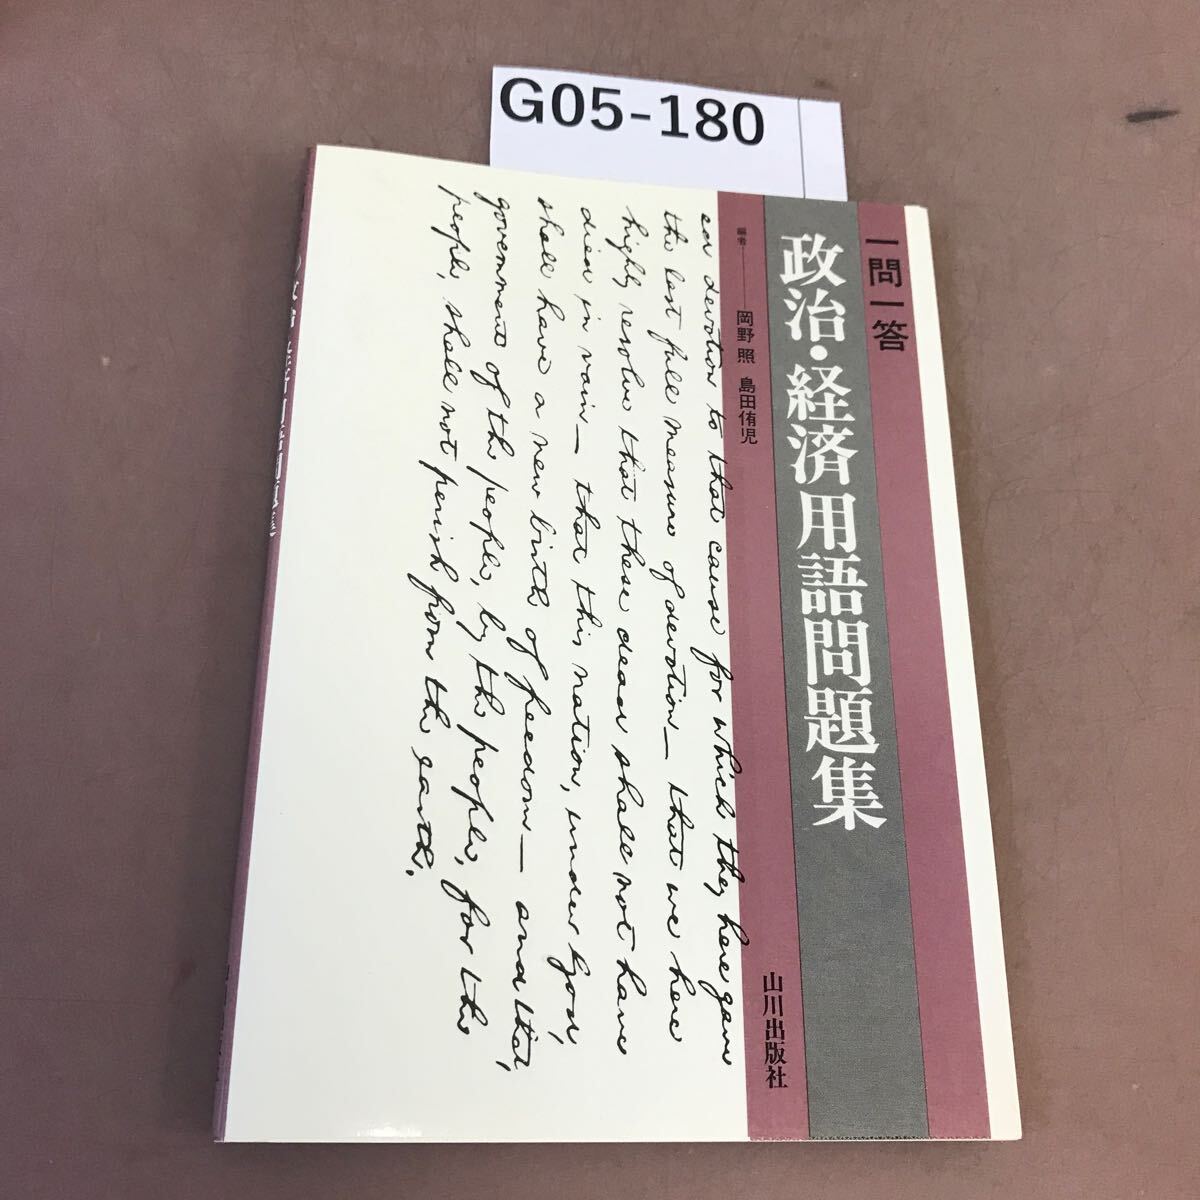 G05-180
一問一答
政治・経済用語問題集
編者
岡野 照 島田侑児
山川出版社
ear devotion to that cause for which they here gave
the last full measure of devotion— that we here
highly resolve that these dead shall not have
died in vain— that this nation, under God,
shall have a new birth of freedom— and that,
government of the people, by the people, for the
people, shall not perish from the earth.